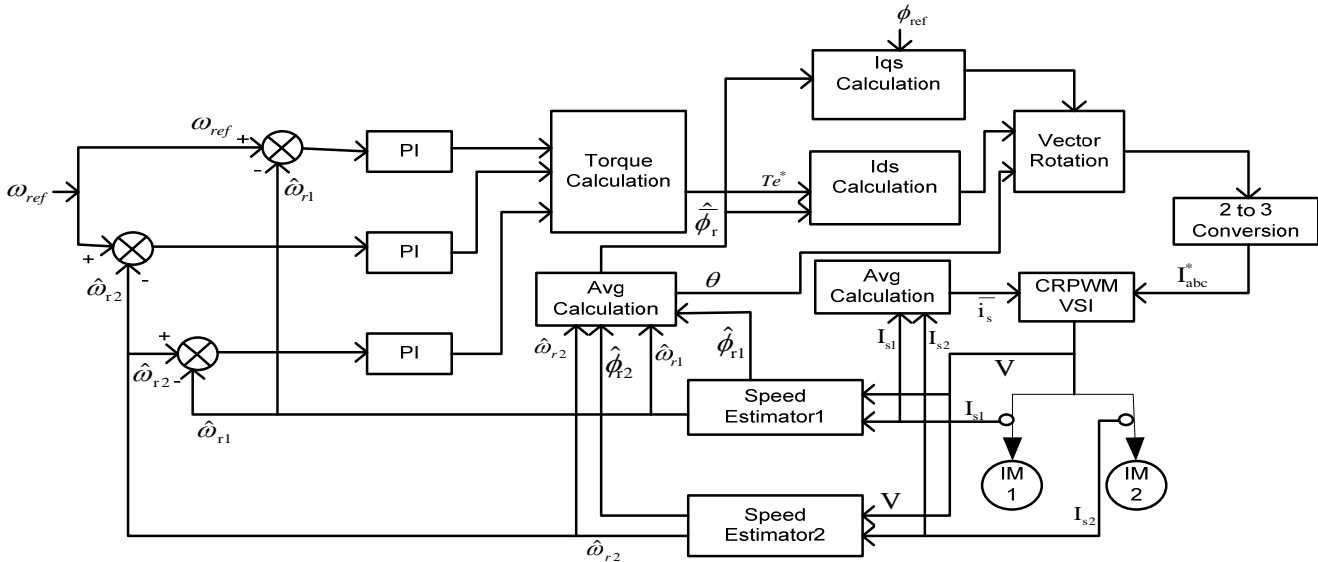 ϕ_ref
Iqs
Calculation
ω_ref
+
-
PI
ω̂_r1
Torque
Calculation
Vector
Rotation
ω_ref
Te*
Ids
Calculation
ϕ̂̄_r
2 to 3
Conversion
+
-
PI
ω̂_r2
I*_abc
Avg
Calculation
θ
Avg
Calculation
i̅_s
CRPWM
VSI
+
-
PI
ω̂_r2
ω̂_r2
ϕ̂_r2
ω̂_r1
ϕ̂_r1
I_s1
I_s2
V
ω̂_r1
Speed
Estimator1
I_s1
IM
1
IM
2
Speed
Estimator2
V
I_s2
ω̂_r2